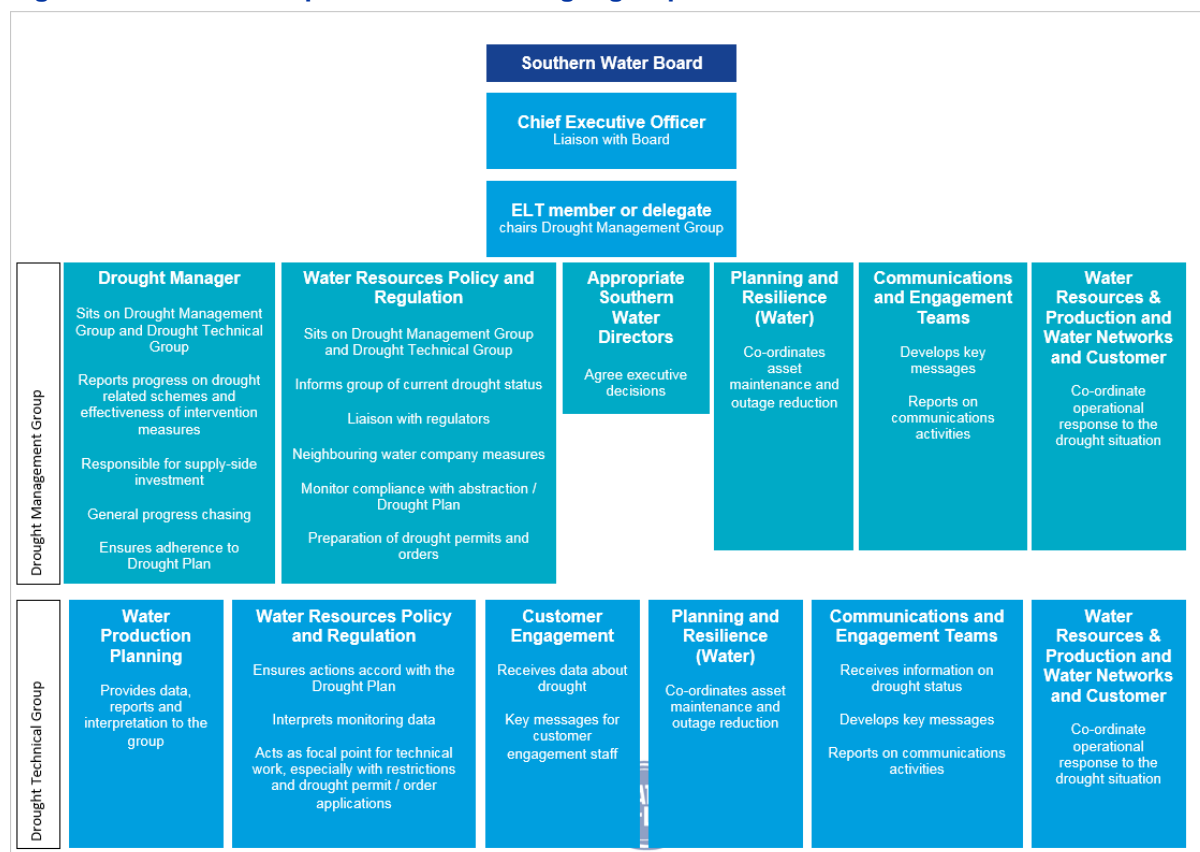 Southern Water Board
Chief Executive Officer
Liaison with Board
ELT member or delegate
chairs Drought Management Group
Drought Management Group
Drought Manager
Sits on Drought Management
Group and Drought Technical
Group
Reports progress on drought
related schemes and
effectiveness of intervention
measures
Responsible for supply-side
investment
General progress chasing
Ensures adherence to
Drought Plan
Water Resources Policy and
Regulation
Sits on Drought Management Group
and Drought Technical Group
Informs group of current drought status
Liaison with regulators
Neighbouring water company measures
Monitor compliance with abstraction /
Drought Plan
Preparation of drought permits and
orders
Appropriate
Southern
Water
Directors
Agree executive
decisions
Planning and
Resilience
(Water)
Co-ordinates
asset
maintenance and
outage reduction
Communications
and Engagement
Teams
Develops key
messages
Reports on
communications
activities
Water
Resources &
Production and
Water Networks
and Customer
Co-ordinate
operational
response to the
drought situation
Drought Technical Group
Water
Production
Planning
Provides data,
reports and
interpretation to the
group
Water Resources Policy
and Regulation
Ensures actions accord with the
Drought Plan
Interprets monitoring data
Acts as focal point for technical
work, especially with restrictions
and drought permit / order
applications
Customer
Engagement
Receives data about
drought
Key messages for
customer
engagement staff
Planning and
Resilience
(Water)
Co-ordinates asset
maintenance and
outage reduction
Communications and
Engagement Teams
Receives information on
drought status
Develops key messages
Reports on communications
activities
Water
Resources &
Production and
Water Networks
and Customer
Co-ordinate
operational
response to the
drought situation